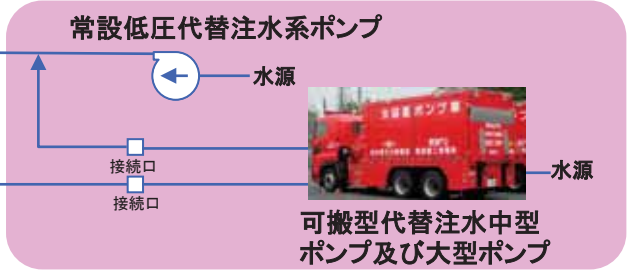 常設低圧代替注水系ポンプ
水源
接続口
接続口
水源
可搬型代替注水中型
ポンプ及び大型ポンプ